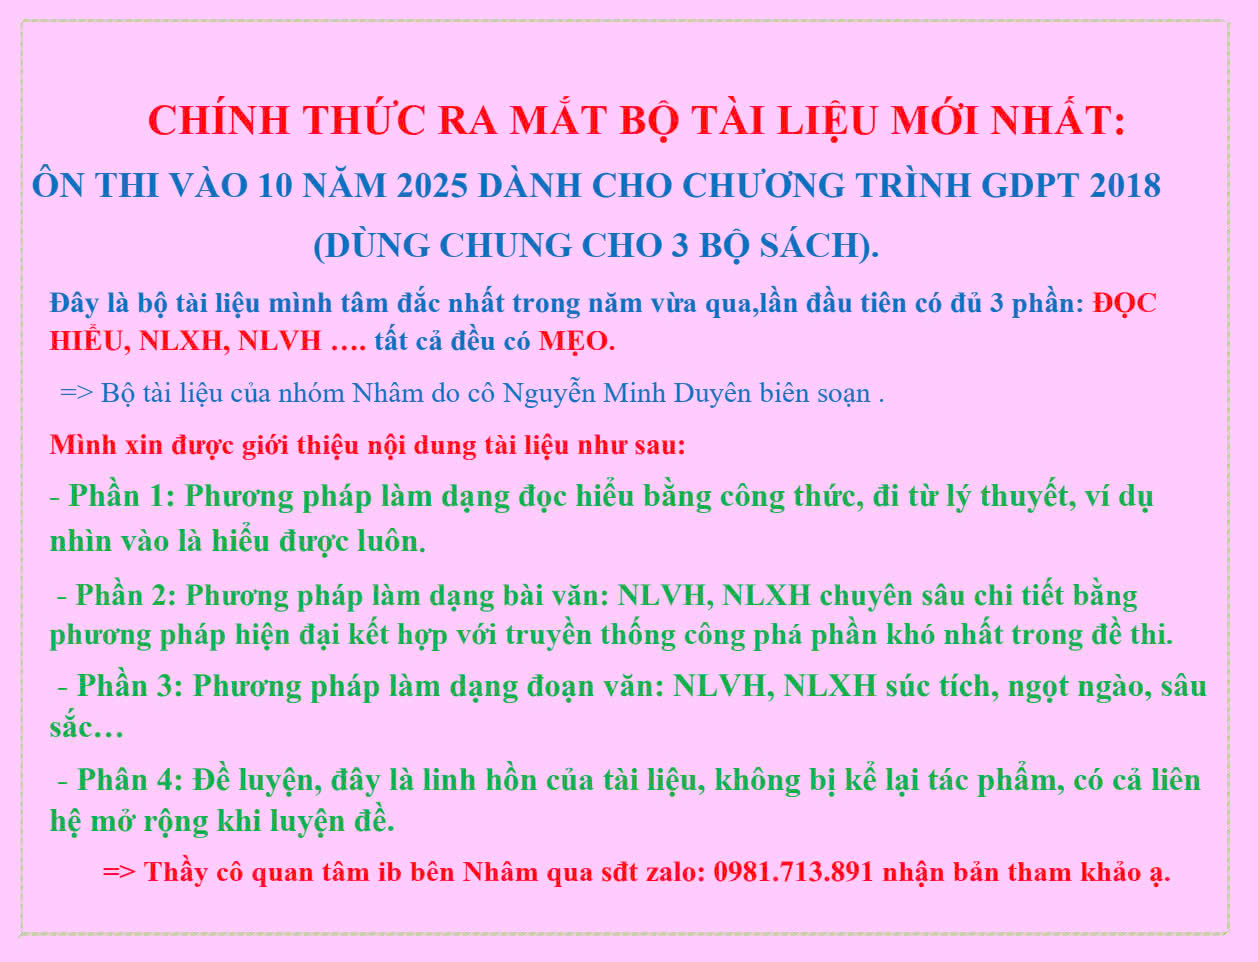 CHÍNH THỨC RA MẮT BỘ TÀI LIỆU MỚI NHẤT:
ÔN THI VÀO 10 NĂM 2025 DÀNH CHO CHƯƠNG TRÌNH GDPT 2018
(DÙNG CHUNG CHO 3 BỘ SÁCH).
Đây là bộ tài liệu mình tâm đắc nhất trong năm vừa qua,lần đầu tiên có đủ 3 phần: ĐỌC
HIỂU, NLXH, NLVH .... tất cả đều có MẸO.
=> Bộ tài liệu của nhóm Nhâm do cô Nguyễn Minh Duyên biên soạn .
Mình xin được giới thiệu nội dung tài liệu như sau:
- Phần 1: Phương pháp làm dạng đọc hiểu bằng công thức, đi từ lý thuyết, ví dụ
nhìn vào là hiểu được luôn.
- Phần 2: Phương pháp làm dạng bài văn: NLVH, NLXH chuyên sâu chi tiết bằng
phương pháp hiện đại kết hợp với truyền thống công phá phần khó nhất trong đề thi.
- Phần 3: Phương pháp làm dạng đoạn văn: NLVH, NLXH súc tích, ngọt ngào, sâu
sắc…
- Phân 4: Đề luyện, đây là linh hồn của tài liệu, không bị kể lại tác phẩm, có cả liên
hệ mở rộng khi luyện đề.
=> Thầy cô quan tâm ib bên Nhâm qua sđt zalo: 0981.713.891 nhận bản tham khảo ạ.